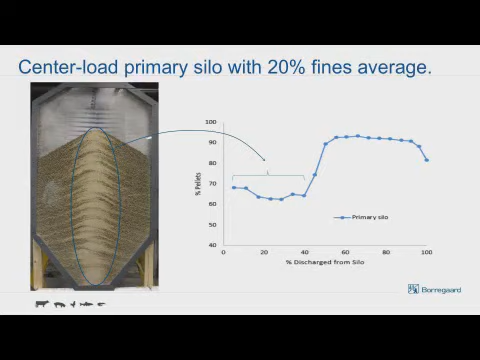 Center-load primary silo with 20% fines average.
100
90
80
70
60
50
40
% Pellets
Primary silo
0
20
40
60
80
100
% Discharged from Silo
Borregaard